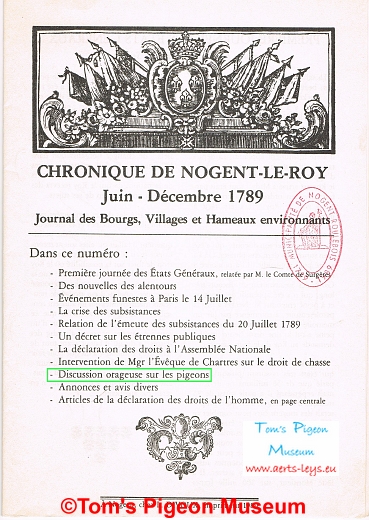 CHRONIQUE DE NOGENT-LE-ROY
Juin - Décembre 1789
Journal des Bourgs, Villages et Hameaux environnants
Dans ce numéro :
- Première journée des États Généraux, relatée par M. le Comte de Surgères
- Des nouvelles des alentours
- Événements funestes à Paris le 14 Juillet
- La crise des subsistances
- Relation de l'émeute des subsistances du 20 Juillet 1789
- Un décret sur les étrennes publiques
- La déclaration des droits à l'Assemblée Nationale
- Intervention de Mgr l'Évêque de Chartres sur le droit de chasse
- Discussion orageuse sur les pigeons
- Annonces et avis divers
- Articles de la déclaration des droits de l'homme, en page centrale
Tom's Pigeon
Museum
www.aerts-leys.eu
©Tom's Pigeon Museum